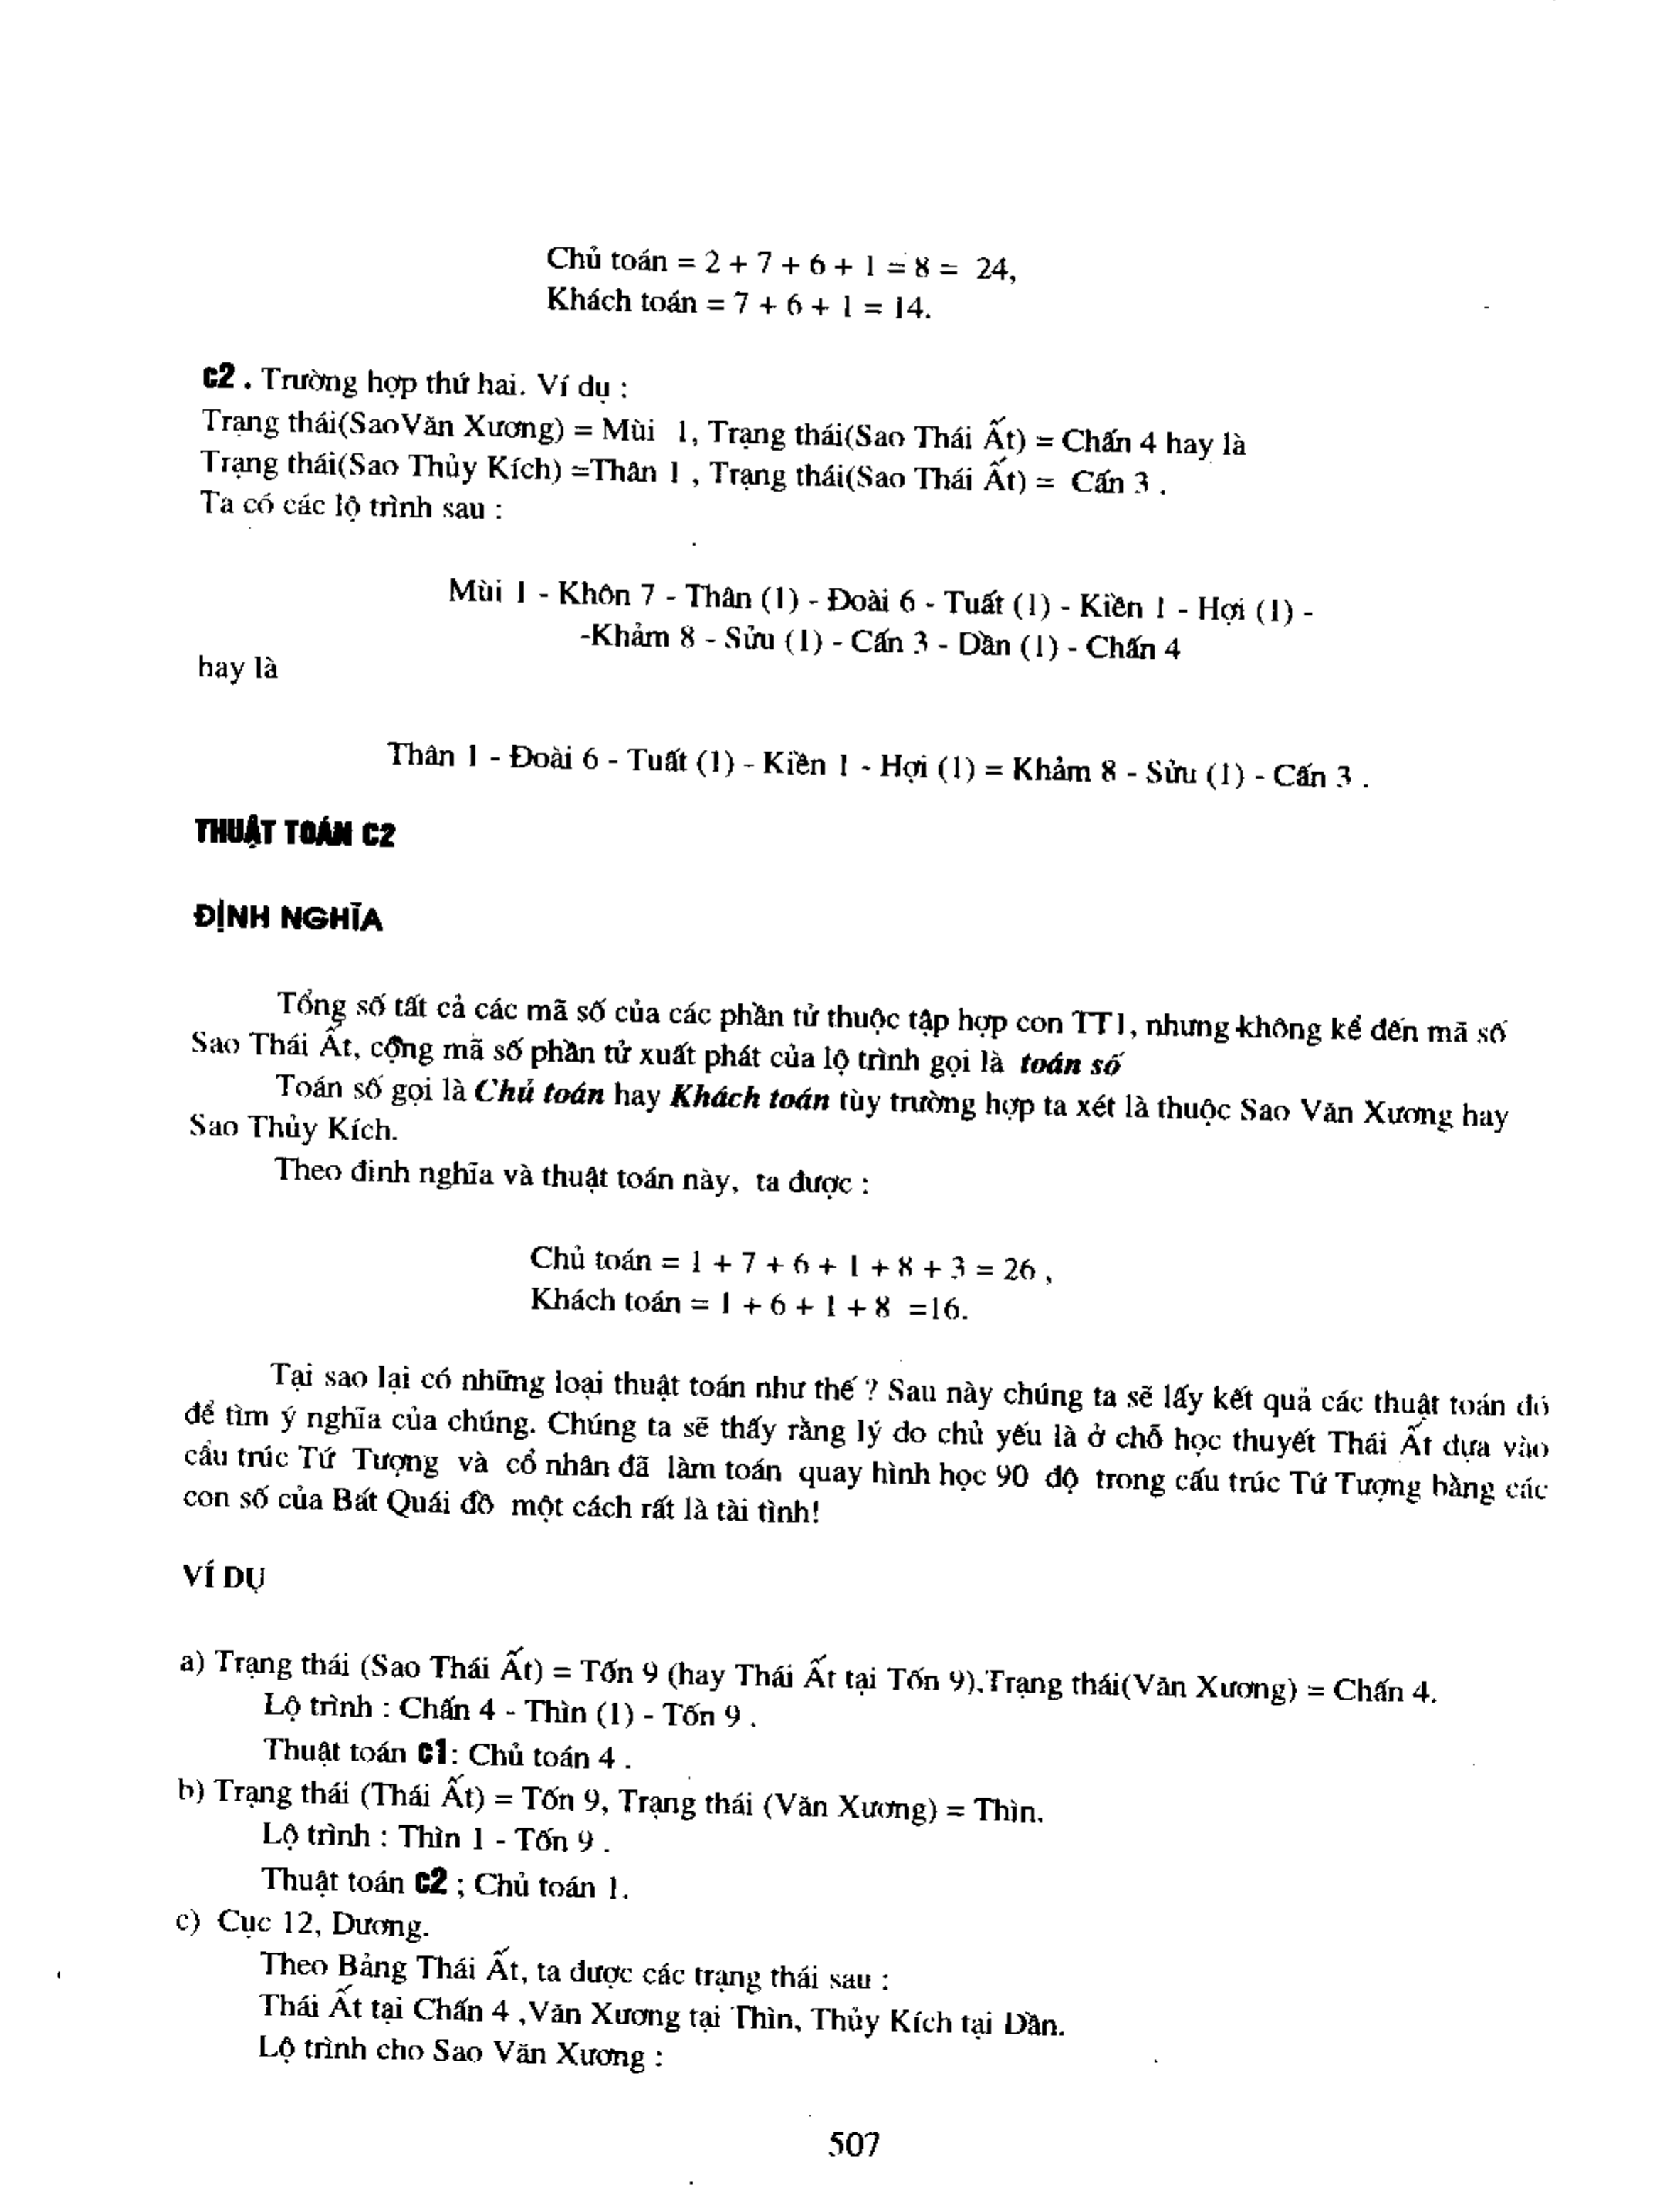 Chủ toán = 2 + 7 + 6 + 1 = 8 = 24,
Khách toán = 7 + 6 + 1 = 14.
c2 . Trường hợp thứ hai. Ví dụ :
Trạng thái(SaoVăn Xương) = Mùi 1, Trạng thái(Sao Thái Ất) = Chấn 4 hay là
Trạng thái(Sao Thủy Kích) =Thân 1 , Trạng thái(Sao Thái Ất) = Cấn 3 .
Ta có các lộ trình sau :
Mùi 1 - Khôn 7 - Thân (1) - Đoài 6 - Tuất (1) - Kiền 1 - Hợi (1) -
-Khảm 8 - Sửu (1) - Cấn 3 - Dần (1) - Chấn 4
hay là
Thân 1 - Đoài 6 - Tuất (1) - Kiền 1 - Hợi (1) = Khảm 8 - Sửu (1) - Cấn 3 .
THUẬT TOÁN C2
ĐỊNH NGHĨA
Tổng số tất cả các mã số của các phần tử thuộc tập hợp con TT1, nhưng không kể đến mã số
Sao Thái Ất, cộng mã số phần tử xuất phát của lộ trình gọi là toán số
Toán số gọi là Chủ toán hay Khách toán tùy trường hợp ta xét là thuộc Sao Văn Xương hay
Sao Thủy Kích.
Theo đinh nghĩa và thuật toán này, ta được :
Chủ toán = 1 + 7 + 6 + 1 + 8 + 3 = 26 ,
Khách toán = 1 + 6 + 1 + 8 =16.
Tại sao lại có những loại thuật toán như thế ? Sau này chúng ta sẽ lấy kết quả các thuật toán đó
để tìm ý nghĩa của chúng. Chúng ta sẽ thấy rằng lý do chủ yếu là ở chỗ học thuyết Thái Ất dựa vào
cấu trúc Tứ Tượng và cổ nhân đã làm toán quay hình học 90 độ trong cấu trúc Tứ Tượng bằng các
con số của Bát Quái đồ một cách rất là tài tình!
VÍ DỤ
a) Trạng thái (Sao Thái Ất) = Tốn 9 (hay Thái Ất tại Tốn 9).Trạng thái(Văn Xương) = Chấn 4.
Lộ trình : Chấn 4 - Thìn (1) - Tốn 9 .
Thuật toán c1: Chủ toán 4 .
b) Trạng thái (Thái Ất) = Tốn 9, Trạng thái (Văn Xương) = Thìn.
Lộ trình : Thìn 1 - Tốn 9 .
Thuật toán c2 ; Chủ toán 1.
c) Cục 12, Dương.
Theo Bảng Thái Ất, ta được các trạng thái sau :
Thái Ất tại Chấn 4 ,Văn Xương tại Thìn, Thủy Kích tại Dần.
Lộ trình cho Sao Văn Xương :
507